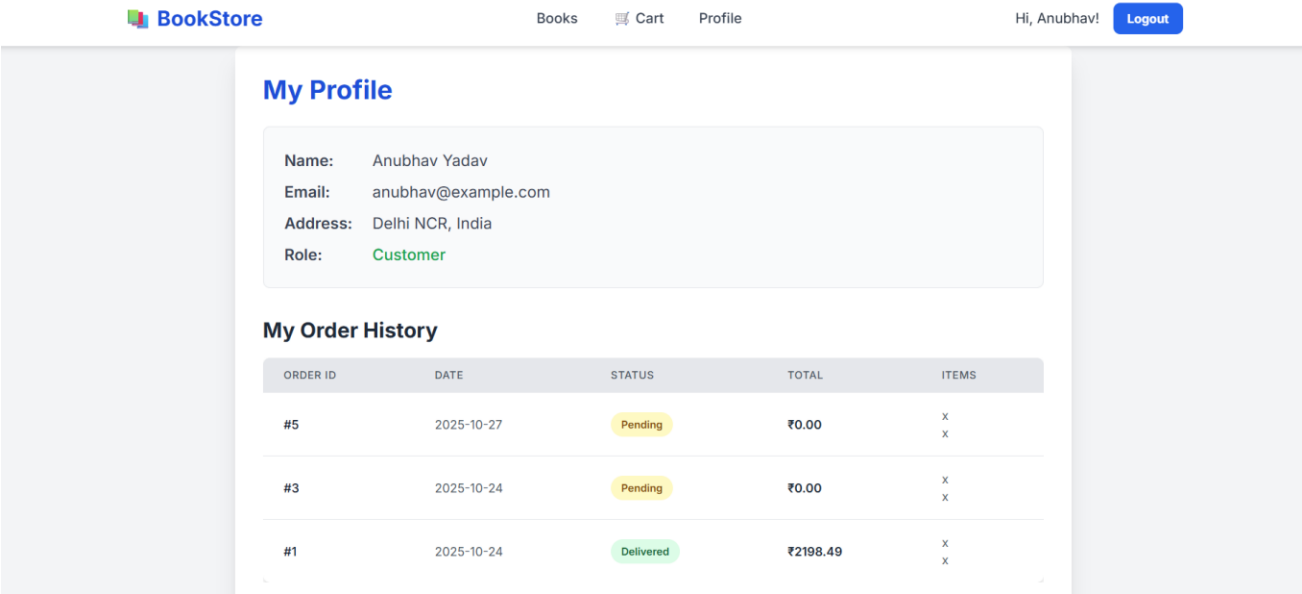 BookStore
Books
Cart
Profile
Hi, Anubhav!
Logout
My Profile
Name: Anubhav Yadav
Email: anubhav@example.com
Address: Delhi NCR, India
Role: Customer
My Order History
ORDER ID DATE STATUS TOTAL ITEMS
#5 2025-10-27 Pending ₹0.00 x
x
#3 2025-10-24 Pending ₹0.00 x
x
#1 2025-10-24 Delivered ₹2198.49 x
x